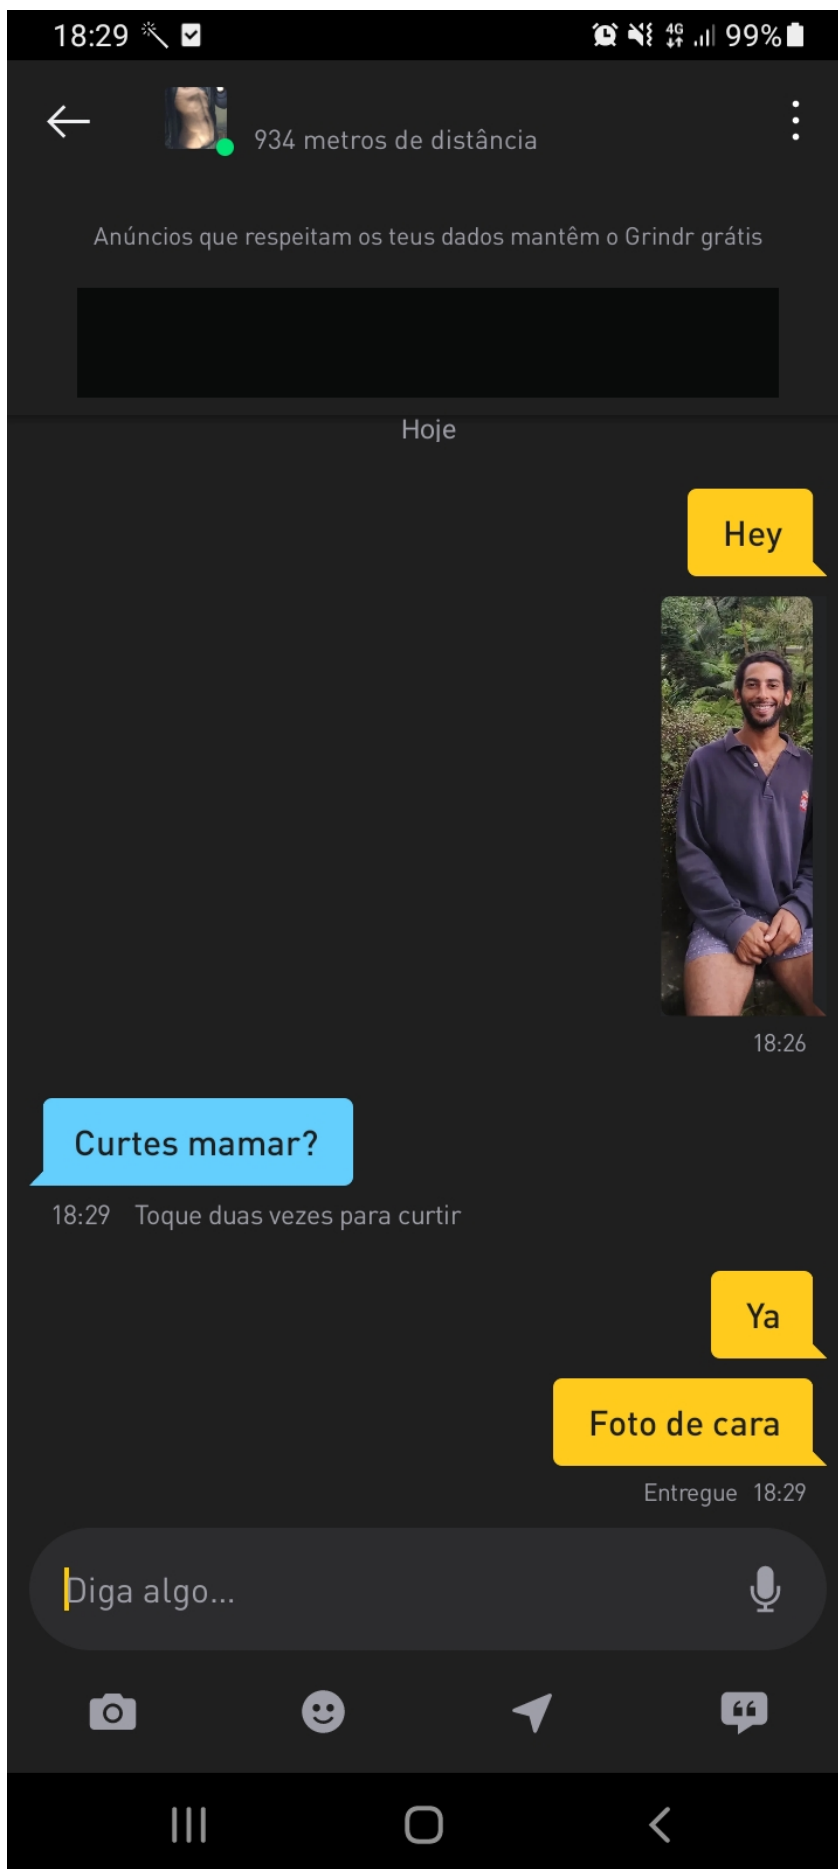 18:29
4G
99%
934 metros de distância
Anúncios que respeitam os teus dados mantêm o Grindr grátis
Hoje
Hey
18:26
Curtes mamar?
18:29 Toque duas vezes para curtir
Ya
Foto de cara
Entregue 18:29
Diga algo...